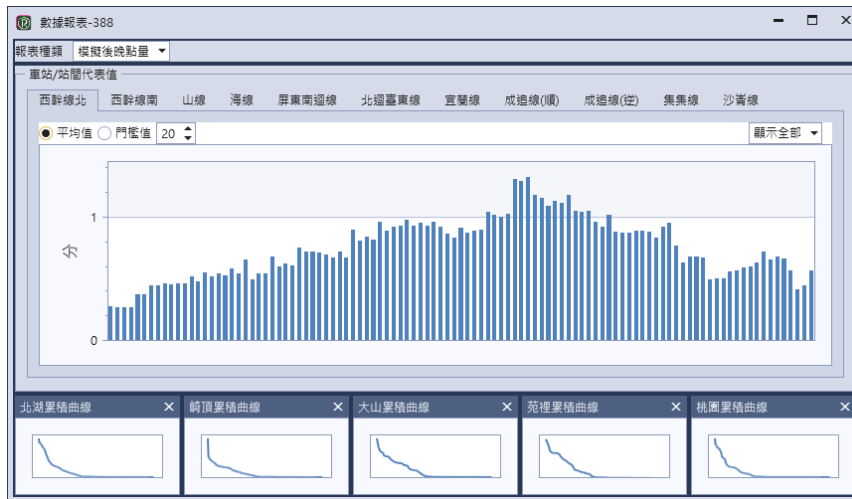 數據報表-388
報表種類 模擬後晚點量
車站/站間代表值
西幹線北 西幹線南 山線 海線 屏東南迴線 北迴臺東線 宜蘭線 成追線(順) 成追線(逆) 集集線 沙崙線
平均值 門檻值 20 顯示全部
1
分
0
北湖累積曲線 崎頂累積曲線 大山累積曲線 苑裡累積曲線 桃園累積曲線